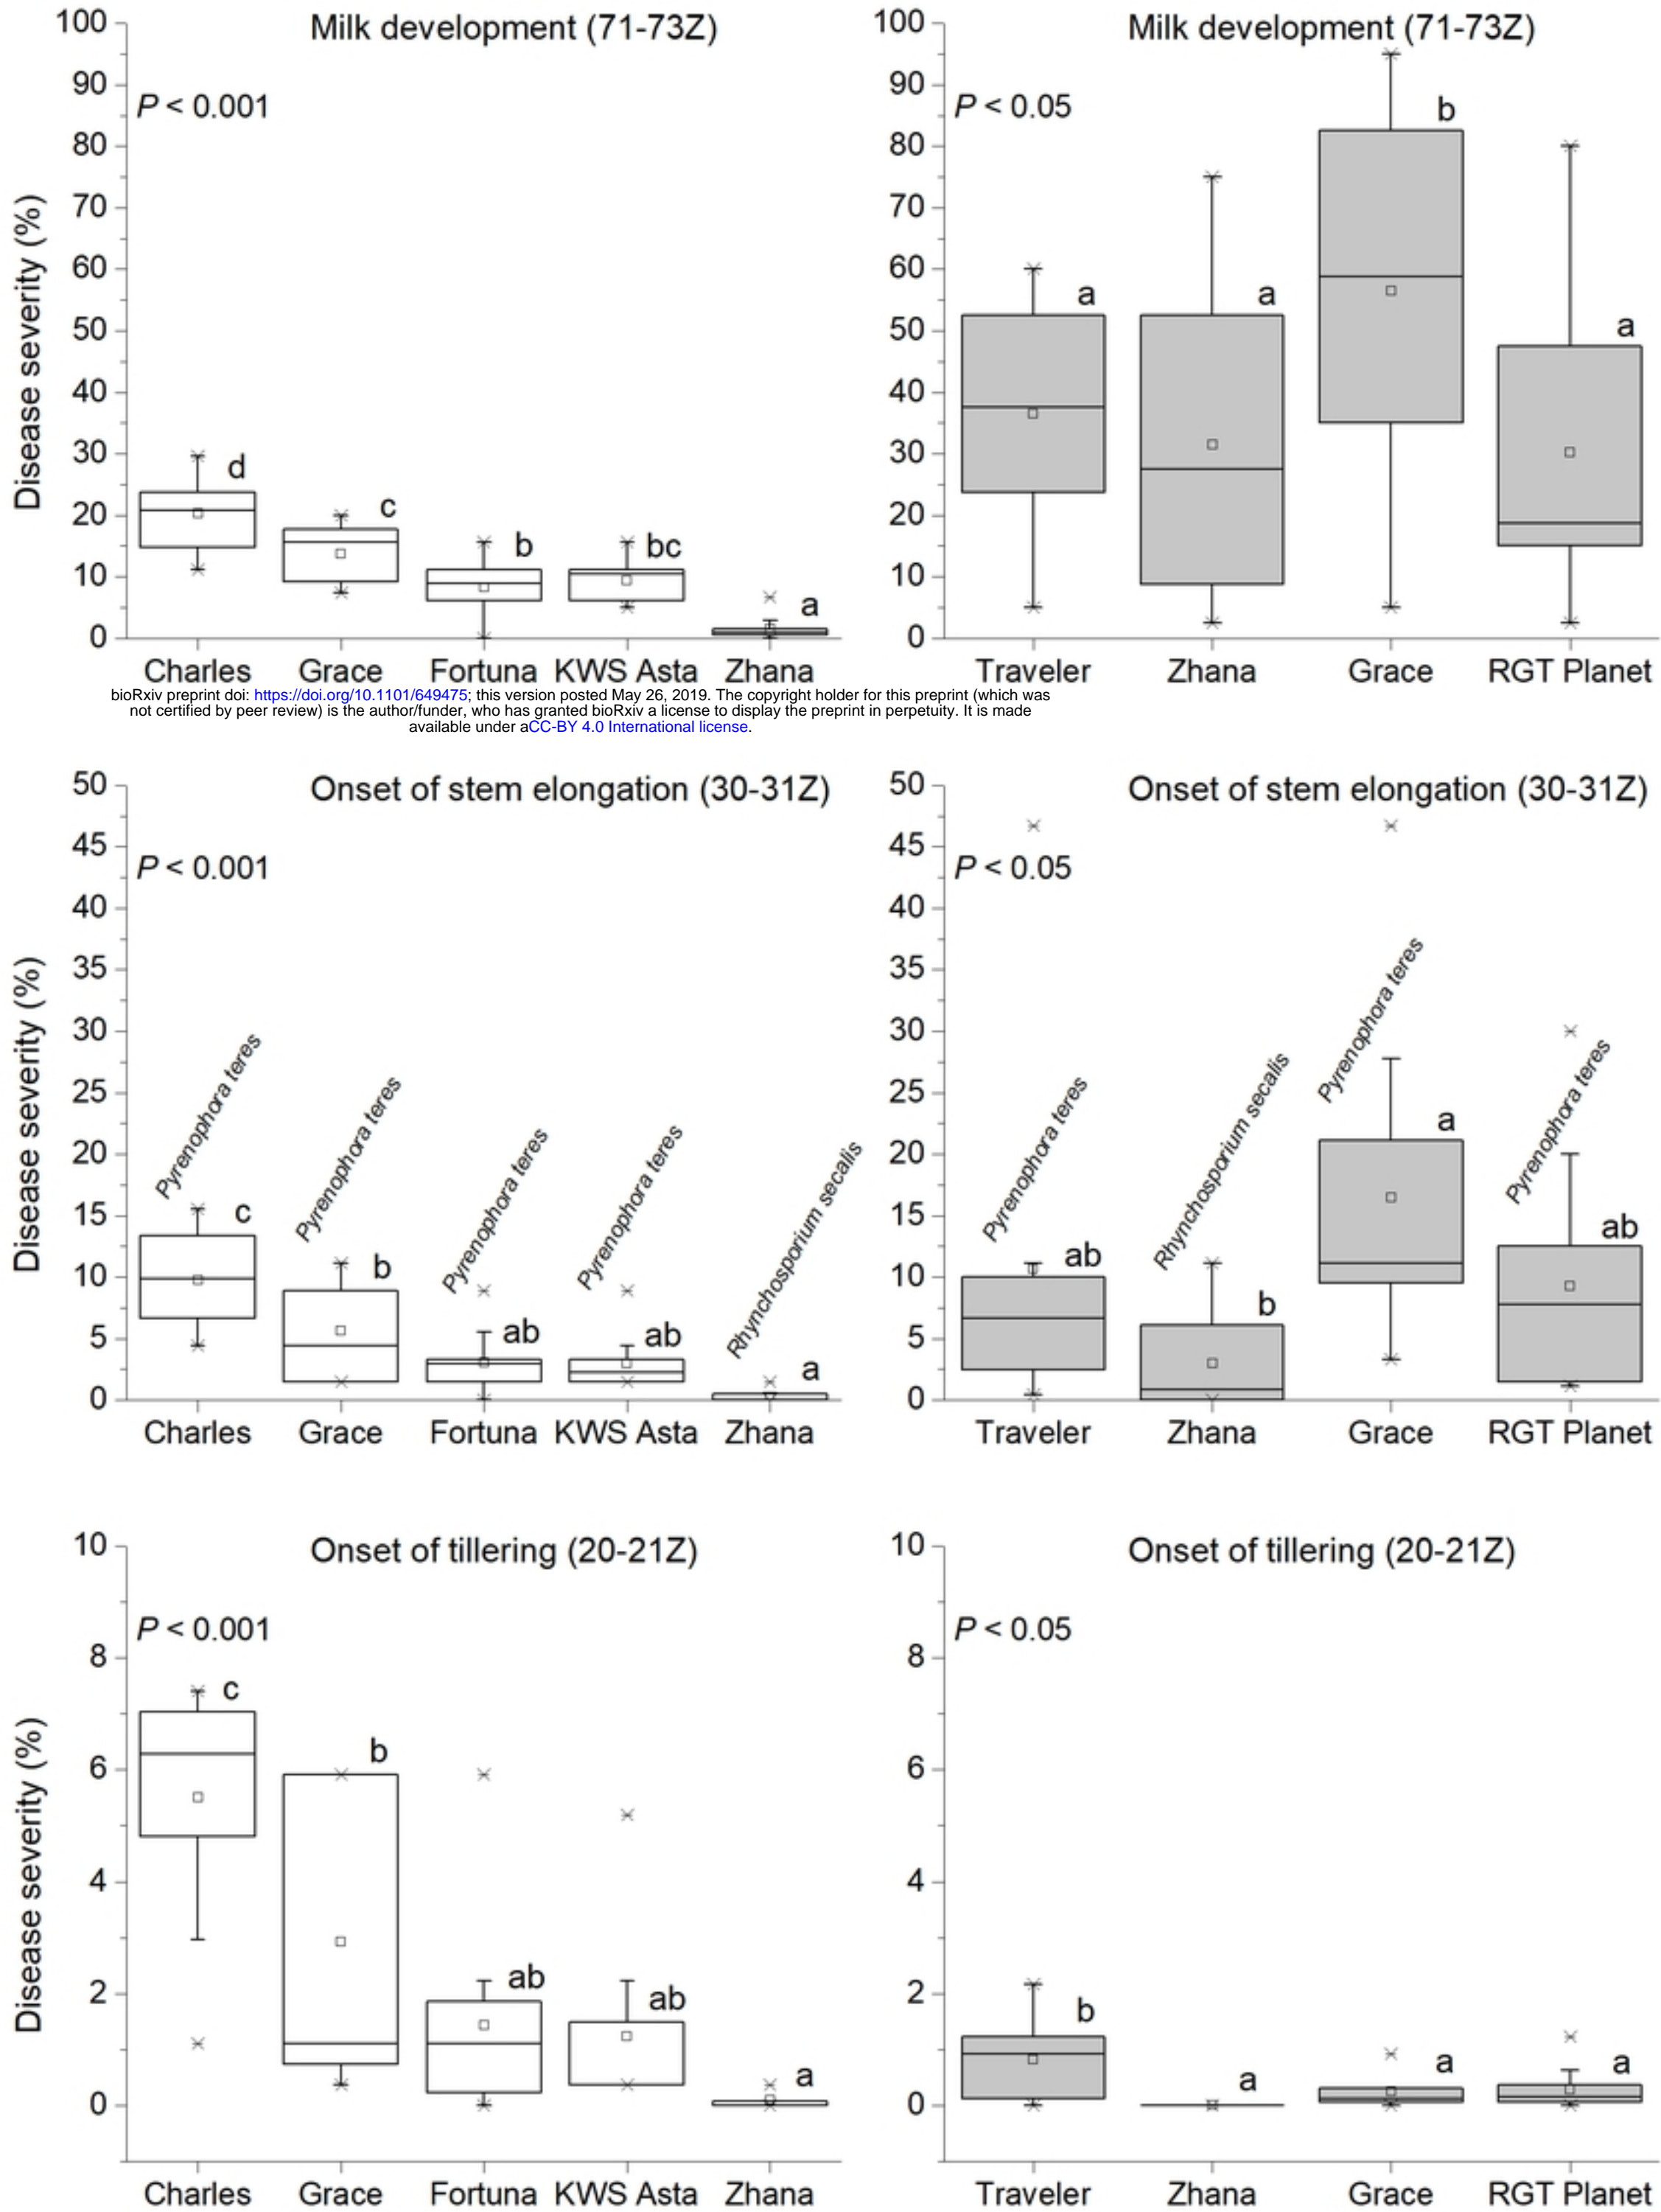 Milk development (71-73Z)
P < 0.001
Disease severity (%)
100
90
80
70
60
50
40
30
20
10
0
d
c
b
bc
a
Charles Grace Fortuna KWS Asta Zhana
Milk development (71-73Z)
P < 0.05
100
90
80
70
60
50
40
30
20
10
0
a
a
b
a
Traveler Zhana Grace RGT Planet
bioRxiv preprint doi: https://doi.org/10.1101/649475; this version posted May 26, 2019. The copyright holder for this preprint (which was
not certified by peer review) is the author/funder, who has granted bioRxiv a license to display the preprint in perpetuity. It is made
available under aCC-BY 4.0 International license.
Onset of stem elongation (30-31Z)
P < 0.001
Disease severity (%)
50
45
40
35
30
25
20
15
10
5
0
Pyrenophora teres
c
Pyrenophora teres
b
Pyrenophora teres
ab
Pyrenophora teres
ab
Rhynchosporium secalis
a
Charles Grace Fortuna KWS Asta Zhana
Onset of stem elongation (30-31Z)
P < 0.05
50
45
40
35
30
25
20
15
10
5
0
Pyrenophora teres
ab
Rhynchosporium secalis
b
Pyrenophora teres
a
Pyrenophora teres
ab
Traveler Zhana Grace RGT Planet
Onset of tillering (20-21Z)
P < 0.001
Disease severity (%)
10
8
6
4
2
0
c
b
ab
ab
a
Charles Grace Fortuna KWS Asta Zhana
Onset of tillering (20-21Z)
P < 0.05
10
8
6
4
2
0
b
a
a
a
Traveler Zhana Grace RGT Planet